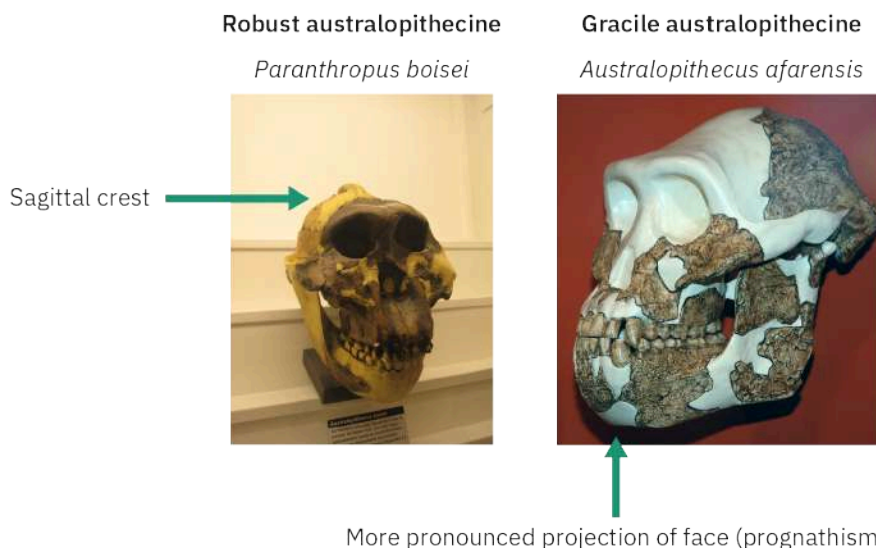 Robust australopithecine
Gracile australopithecine
Paranthropus boisei
Australopithecus afarensis
Sagittal crest
More pronounced projection of face (prognathism